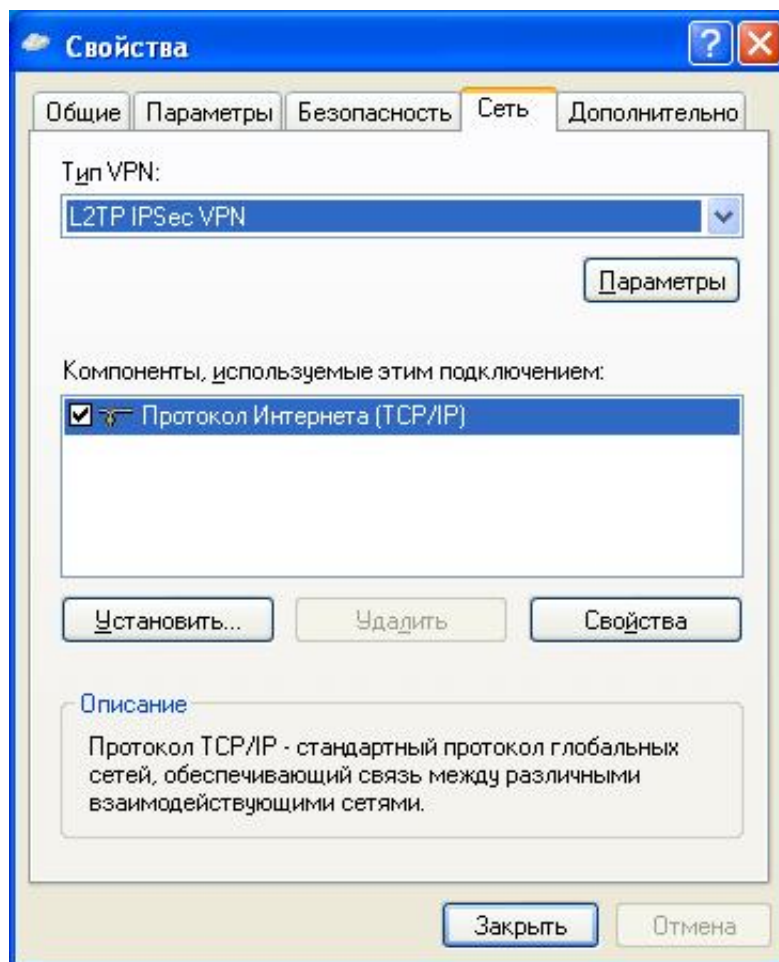 Свойства
Общие Параметры Безопасность Сеть Дополнительно
Тип VPN:
L2TP IPSec VPN
Параметры
Компоненты, используемые этим подключением:
Протокол Интернета (TCP/IP)
Установить... Удалить Свойства
Описание
Протокол TCP/IP - стандартный протокол глобальных
сетей, обеспечивающий связь между различными
взаимодействующими сетями.
Закрыть Отмена